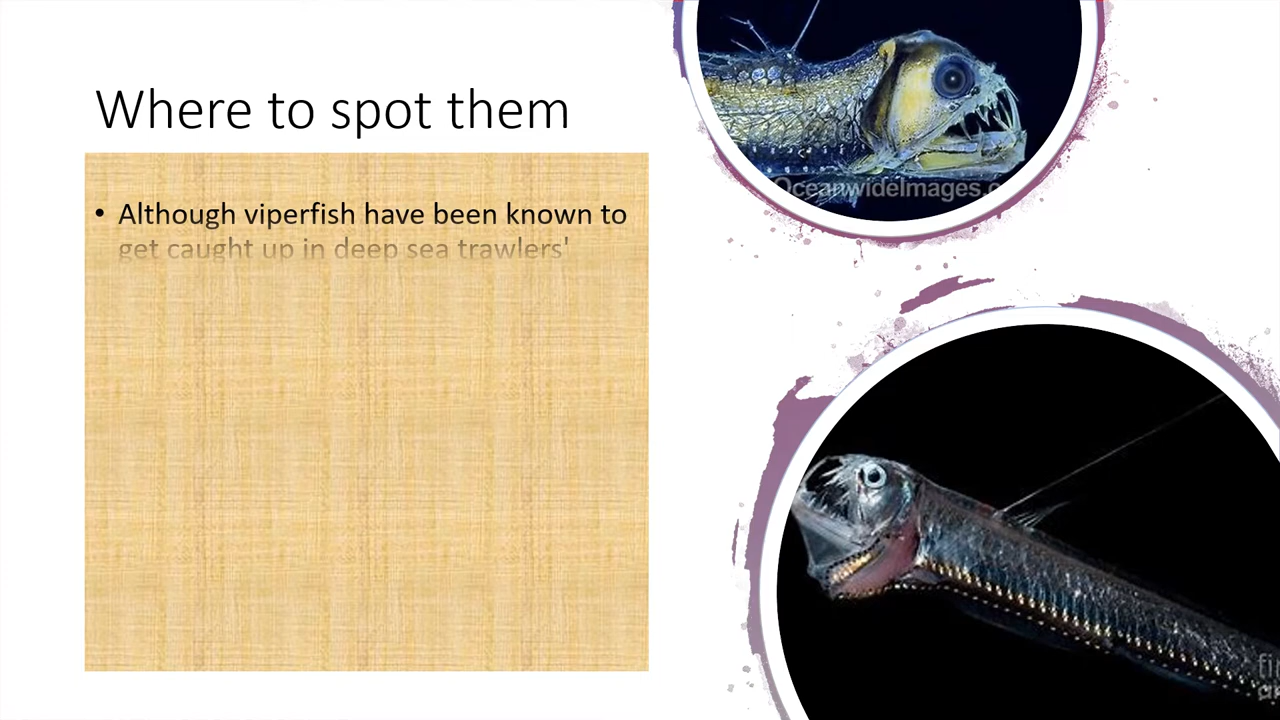 Where to spot them
• Although viperfish have been known to
get caught up in deep sea trawlers'
OceanwideImages.c